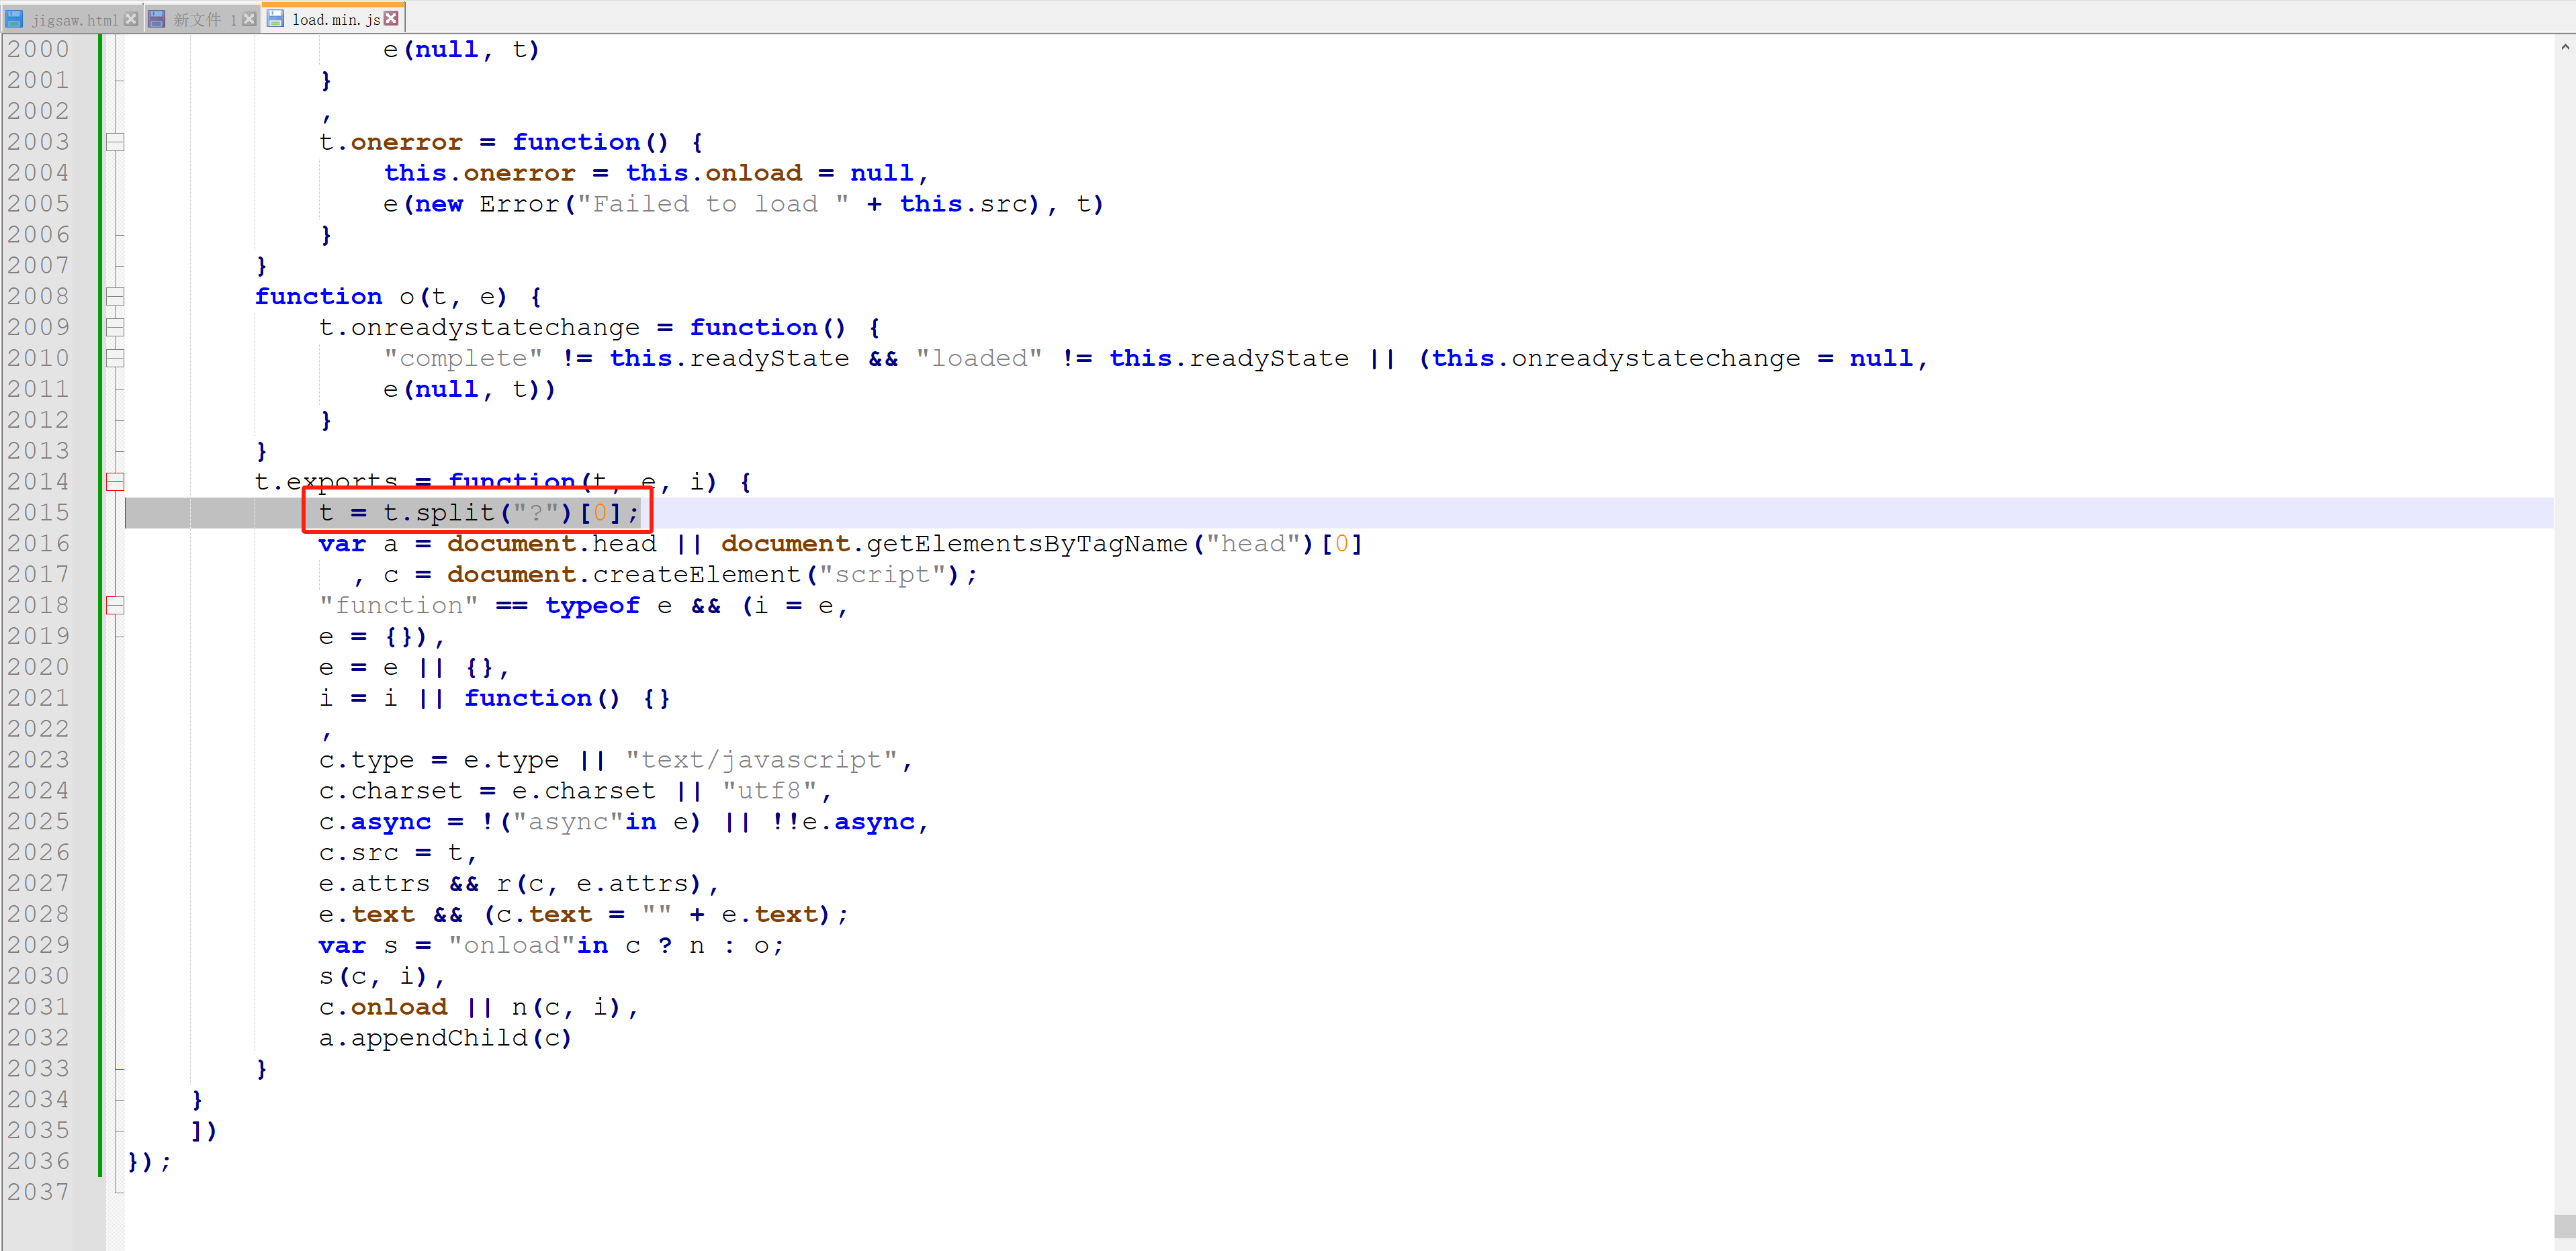 jigsaw.html 新文件 1 load.min.js
2000 e(null, t)
2001 }
2002 ,
2003 t.onerror = function() {
2004 this.onerror = this.onload = null,
2005 e(new Error("Failed to load " + this.src), t)
2006 }
2007 }
2008 function o(t, e) {
2009 t.onreadystatechange = function() {
2010 "complete" != this.readyState && "loaded" != this.readyState || (this.onreadystatechange = null,
2011 e(null, t))
2012 }
2013 }
2014 t.exports = function(t, e, i) {
2015 t = t.split("?")[0];
2016 var a = document.head || document.getElementsByTagName("head")[0]
2017 , c = document.createElement("script");
2018 "function" == typeof e && (i = e,
2019 e = {}),
2020 e = e || {},
2021 i = i || function() {}
2022 ,
2023 c.type = e.type || "text/javascript",
2024 c.charset = e.charset || "utf8",
2025 c.async = !("async"in e) || !!e.async,
2026 c.src = t,
2027 e.attrs && r(c, e.attrs),
2028 e.text && (c.text = "" + e.text);
2029 var s = "onload"in c ? n : o;
2030 s(c, i),
2031 c.onload || n(c, i),
2032 a.appendChild(c)
2033 }
2034 }
2035 ])
2036 });
2037